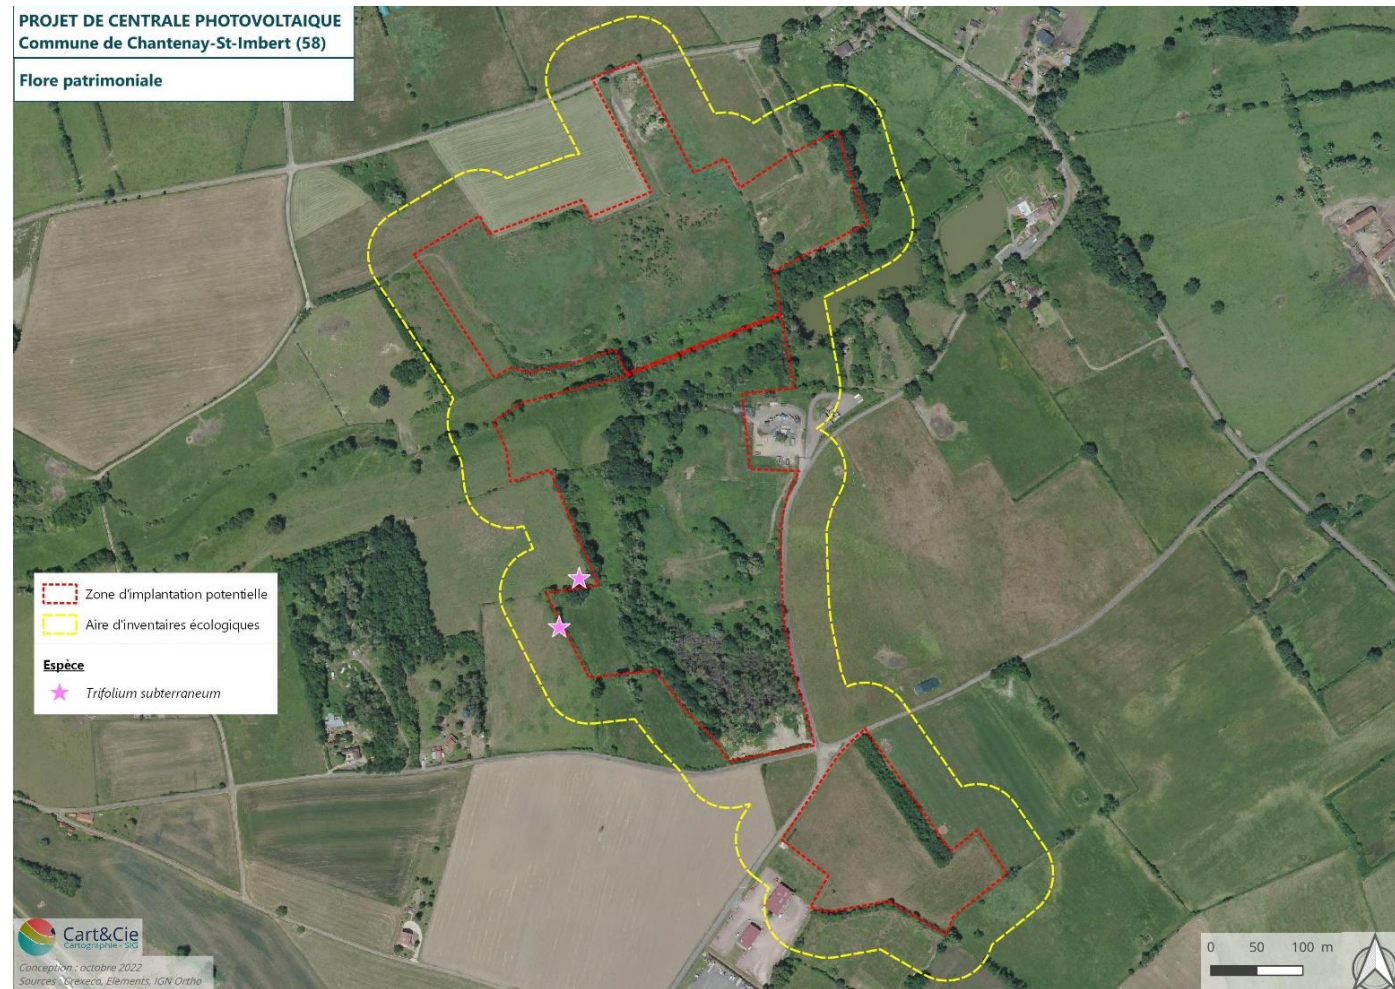 PROJET DE CENTRALE PHOTOVOLTAIQUE
Commune de Chantenay-St-Imbert (58)
Flore patrimoniale
Zone d'implantation potentielle
Aire d'inventaires écologiques
Espèce
Trifolium subterraneum
Cart&Cie
Cartographie - SIG
Conception : octobre 2022
Sources : Crexeco, Elements, IGN Ortho
0 50 100 m